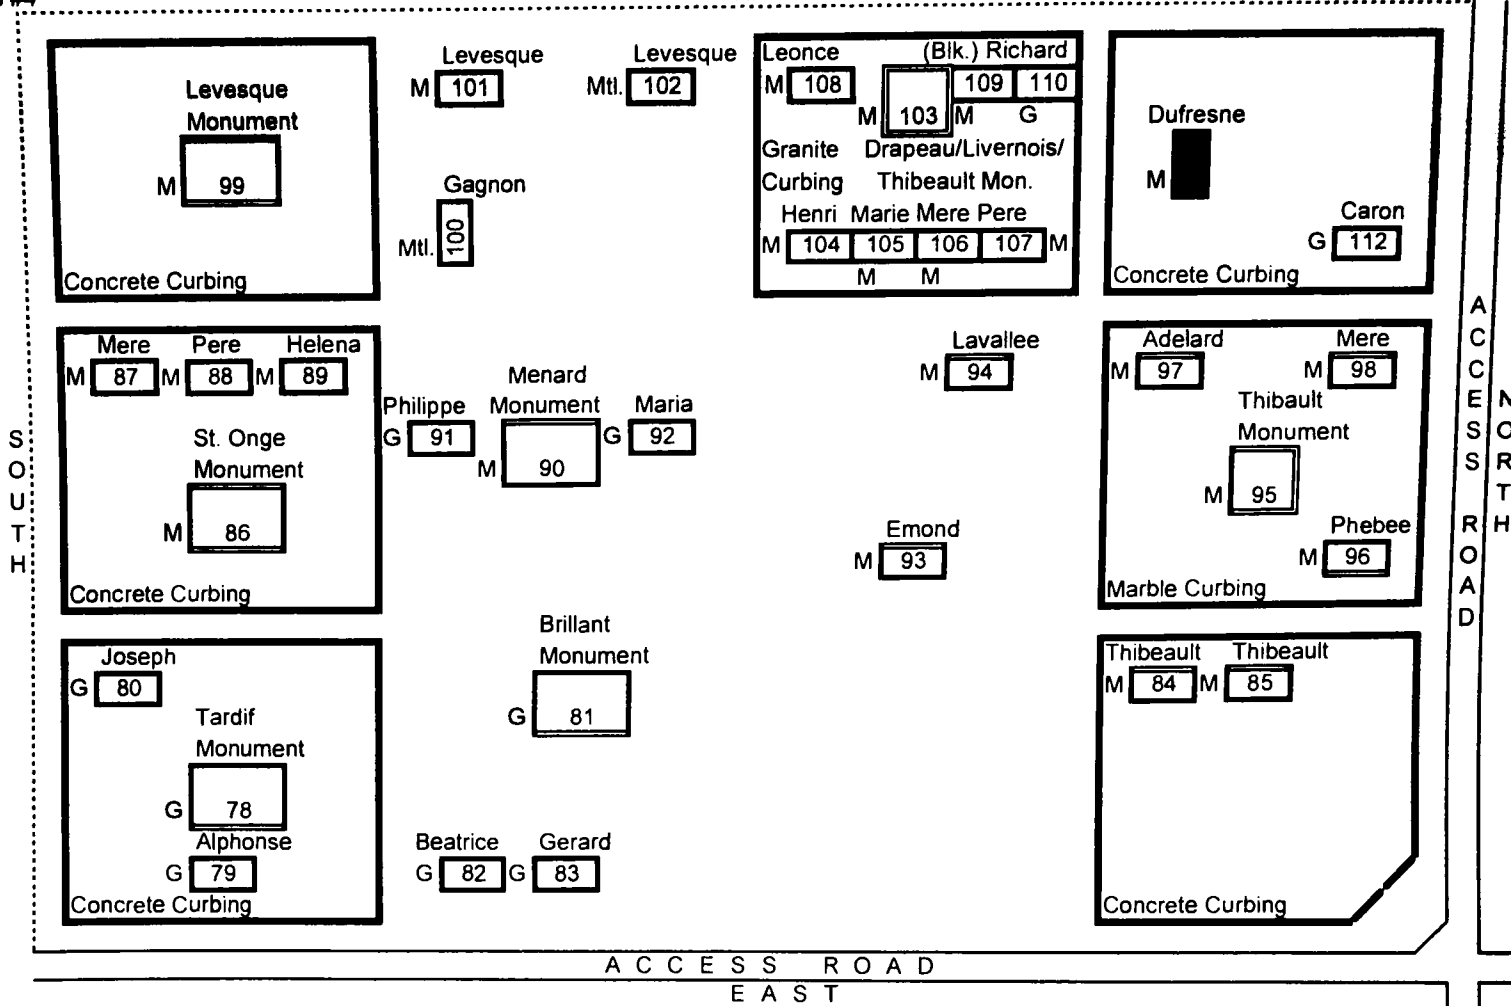 Levesque
Monument
M 99
Concrete Curbing
Levesque
M 101
Levesque
Mtl. 102
Gagnon
Mtl. 100
Leonce (Blk.) Richard
M 108 109 110
M 103 M G
Granite Drapeau/Livernois/
Curbing Thibeault Mon.
Henri Marie Mere Pere
M 104 105 106 107 M
M M
Dufresne
M
Caron
G 112
Concrete Curbing
Mere Pere Helena
M 87 M 88 M 89
St. Onge
Monument
M 86
Concrete Curbing
Menard
Philippe Monument Maria
G 91 G 92
M 90
Lavallee
M 94
Emond
M 93
Adelard Mere
M 97 M 98
Thibault
Monument
M 95
Phebee
M 96
Marble Curbing
Joseph
G 80
Tardif
Monument
G 78
Alphonse
G 79
Concrete Curbing
Brillant
Monument
G 81
Beatrice Gerard
G 82 G 83
Thibeault Thibeault
M 84 M 85
Concrete Curbing
SOUTH
ACCESS ROAD
NORTH
ACCESS ROAD
EAST